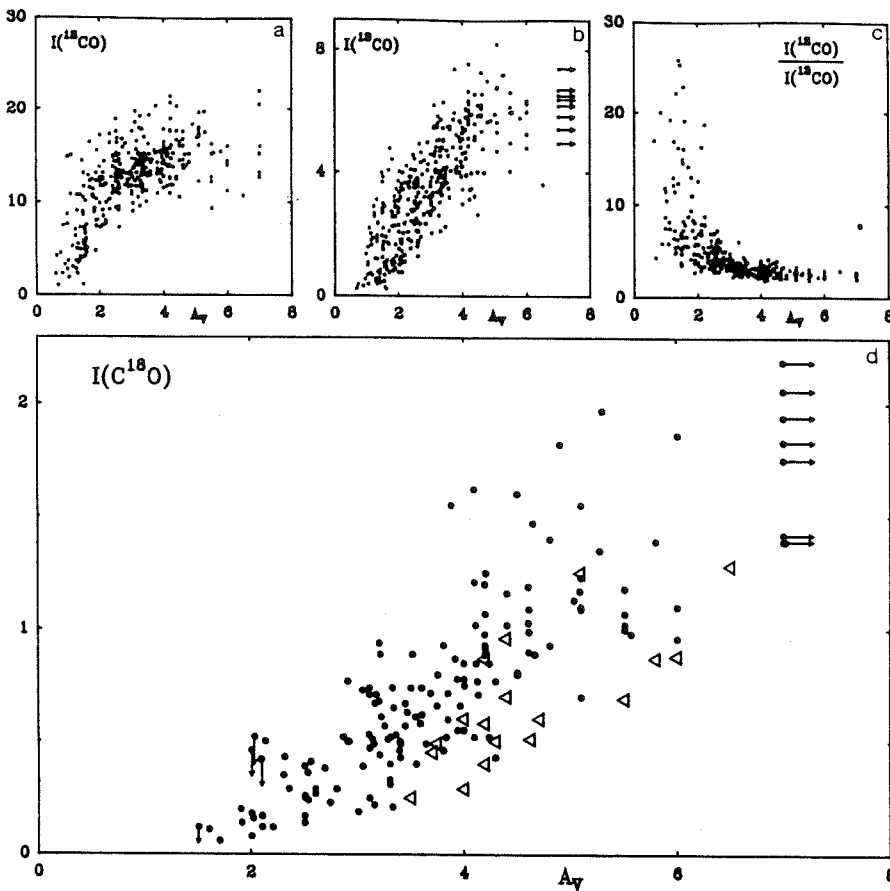 30
I(¹²CO)
a
20
10
0
0 2 A_V 4 6 8
b
I(¹³CO)
8
4
0
0 2 A_V 4 6 8
c
30
I(¹²CO)
I(¹³CO)
20
10
0
0 2 A_V 4 6 8
d
I(C¹⁸O)
2
1
0
0 2 4 A_V 6